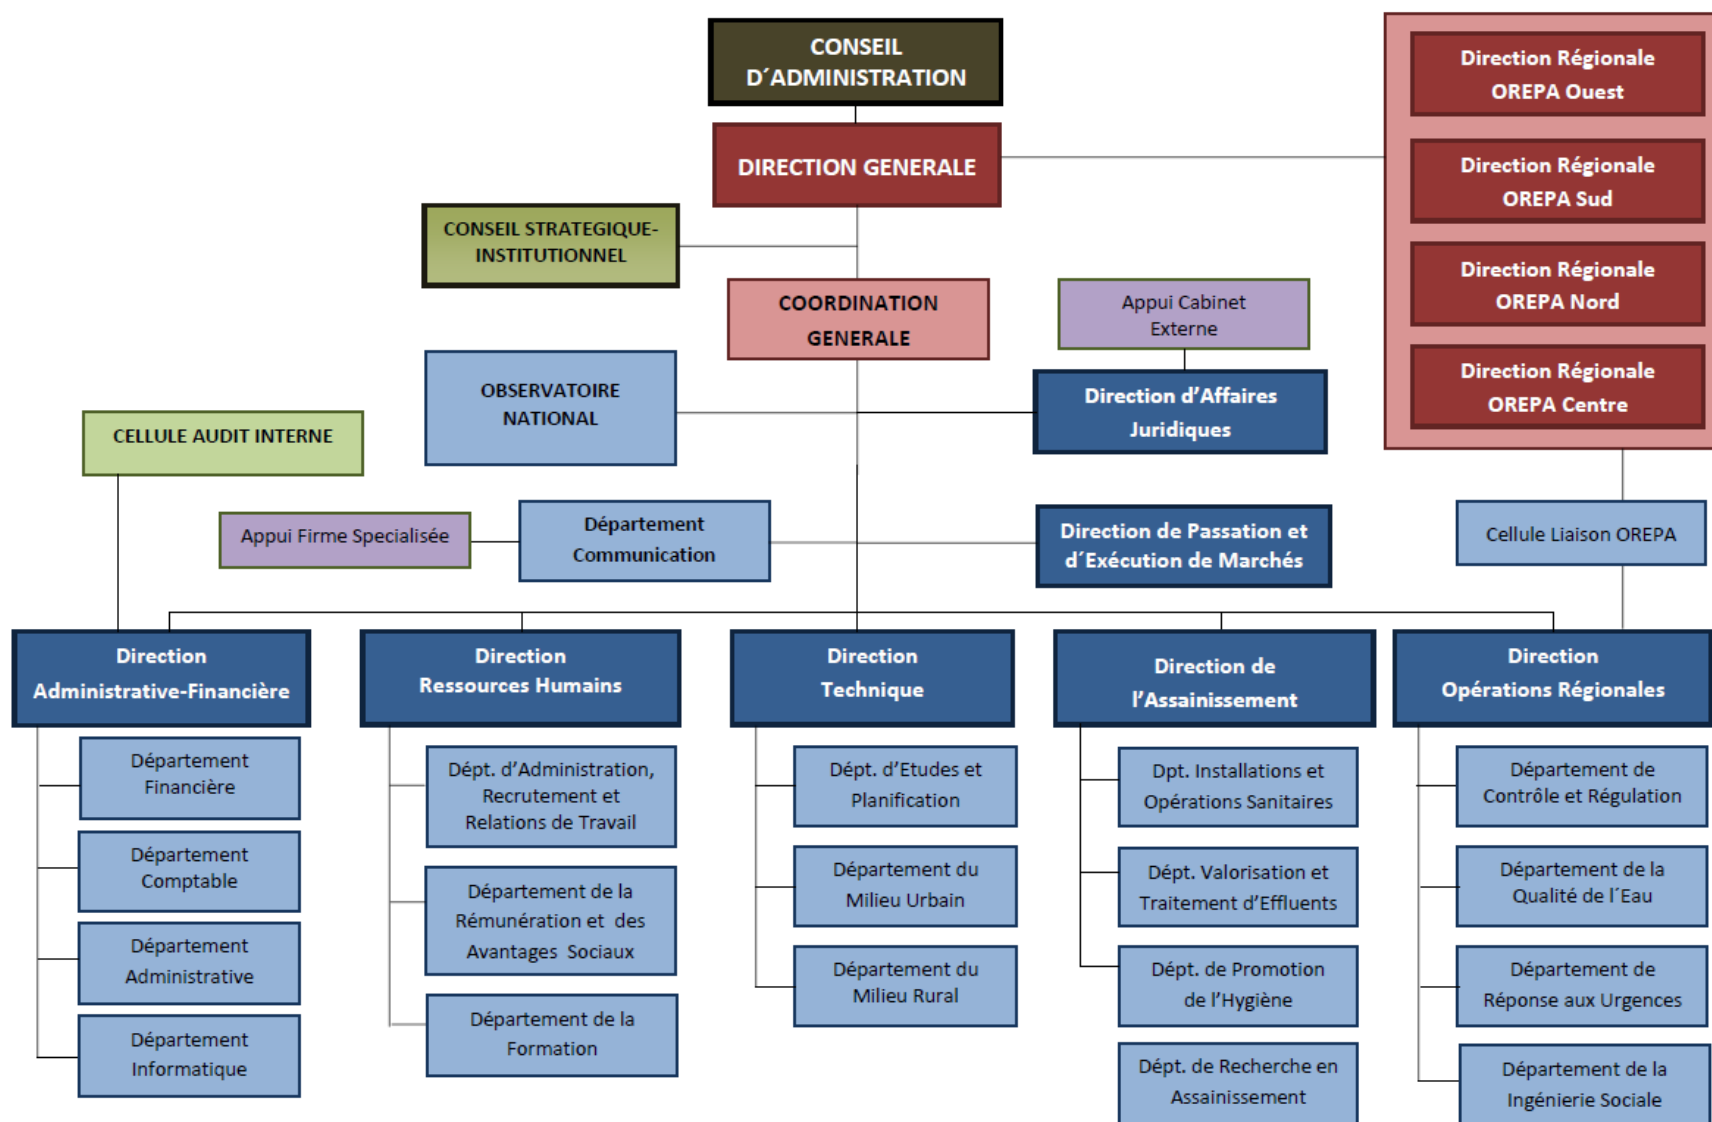 CONSEIL
D´ADMINISTRATION
DIRECTION GENERALE
Direction Régionale
OREPA Ouest
Direction Régionale
OREPA Sud
Direction Régionale
OREPA Nord
Direction Régionale
OREPA Centre
CONSEIL STRATEGIQUE-
INSTITUTIONNEL
COORDINATION
GENERALE
Appui Cabinet
Externe
OBSERVATOIRE
NATIONAL
Direction d’Affaires
Juridiques
CELLULE AUDIT INTERNE
Appui Firme Specialisée
Département
Communication
Direction de Passation et
d´Exécution de Marchés
Cellule Liaison OREPA
Direction
Administrative-Financière
Département
Financière
Département
Comptable
Département
Administrative
Département
Informatique
Direction
Ressources Humains
Dépt. d’Administration,
Recrutement et
Relations de Travail
Département de la
Rémunération et des
Avantages Sociaux
Département de la
Formation
Direction
Technique
Dépt. d’Etudes et
Planification
Département du
Milieu Urbain
Département du
Milieu Rural
Direction de
l’Assainissement
Dpt. Installations et
Opérations Sanitaires
Dépt. Valorisation et
Traitement d’Effluents
Dépt. de Promotion
de l’Hygiène
Dépt. de Recherche en
Assainissement
Direction
Opérations Régionales
Département de
Contrôle et Régulation
Département de la
Qualité de l´Eau
Département de
Réponse aux Urgences
Département de la
Ingénierie Sociale